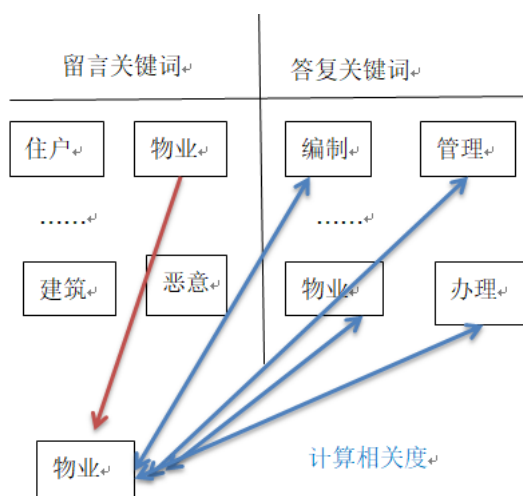 留言关键词 答复关键词
住户 物业 编制 管理
…… ……
建筑 恶意 物业 办理
物业 计算相关度